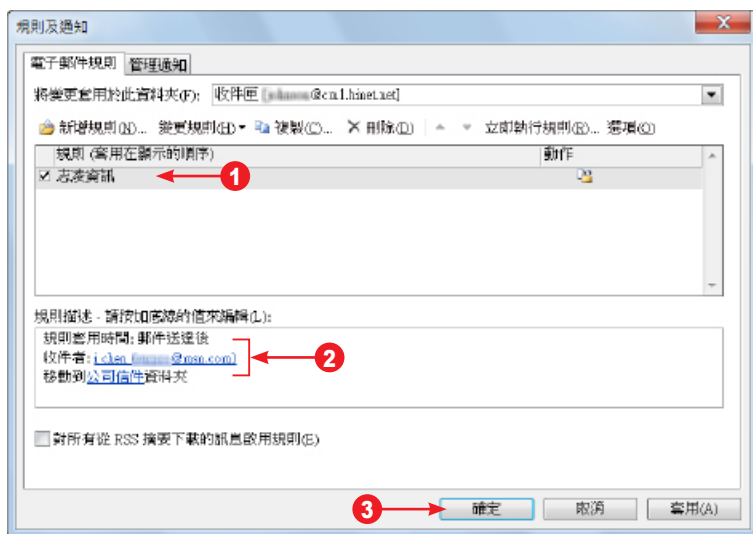 規則及通知
電子郵件規則 管理通知
將變更套用於此資料夾(F): 收件匣 [@cm1.hinet.net]
新增規則(N)... 變更規則(H) 複製(C)... 刪除(D) 立即執行規則(R)... 選項(O)
規則 (套用在顯示的順序) 動作
志凌資訊 1
規則描述 - 請按加底線的值來編輯(L):
規則套用時間: 郵件送達後
收件者: i chen (@msn.com) 2
移動到公司信件資料夾
對所有從 RSS 摘要下載的訊息啟用規則(E)
3 確定 取消 套用(A)